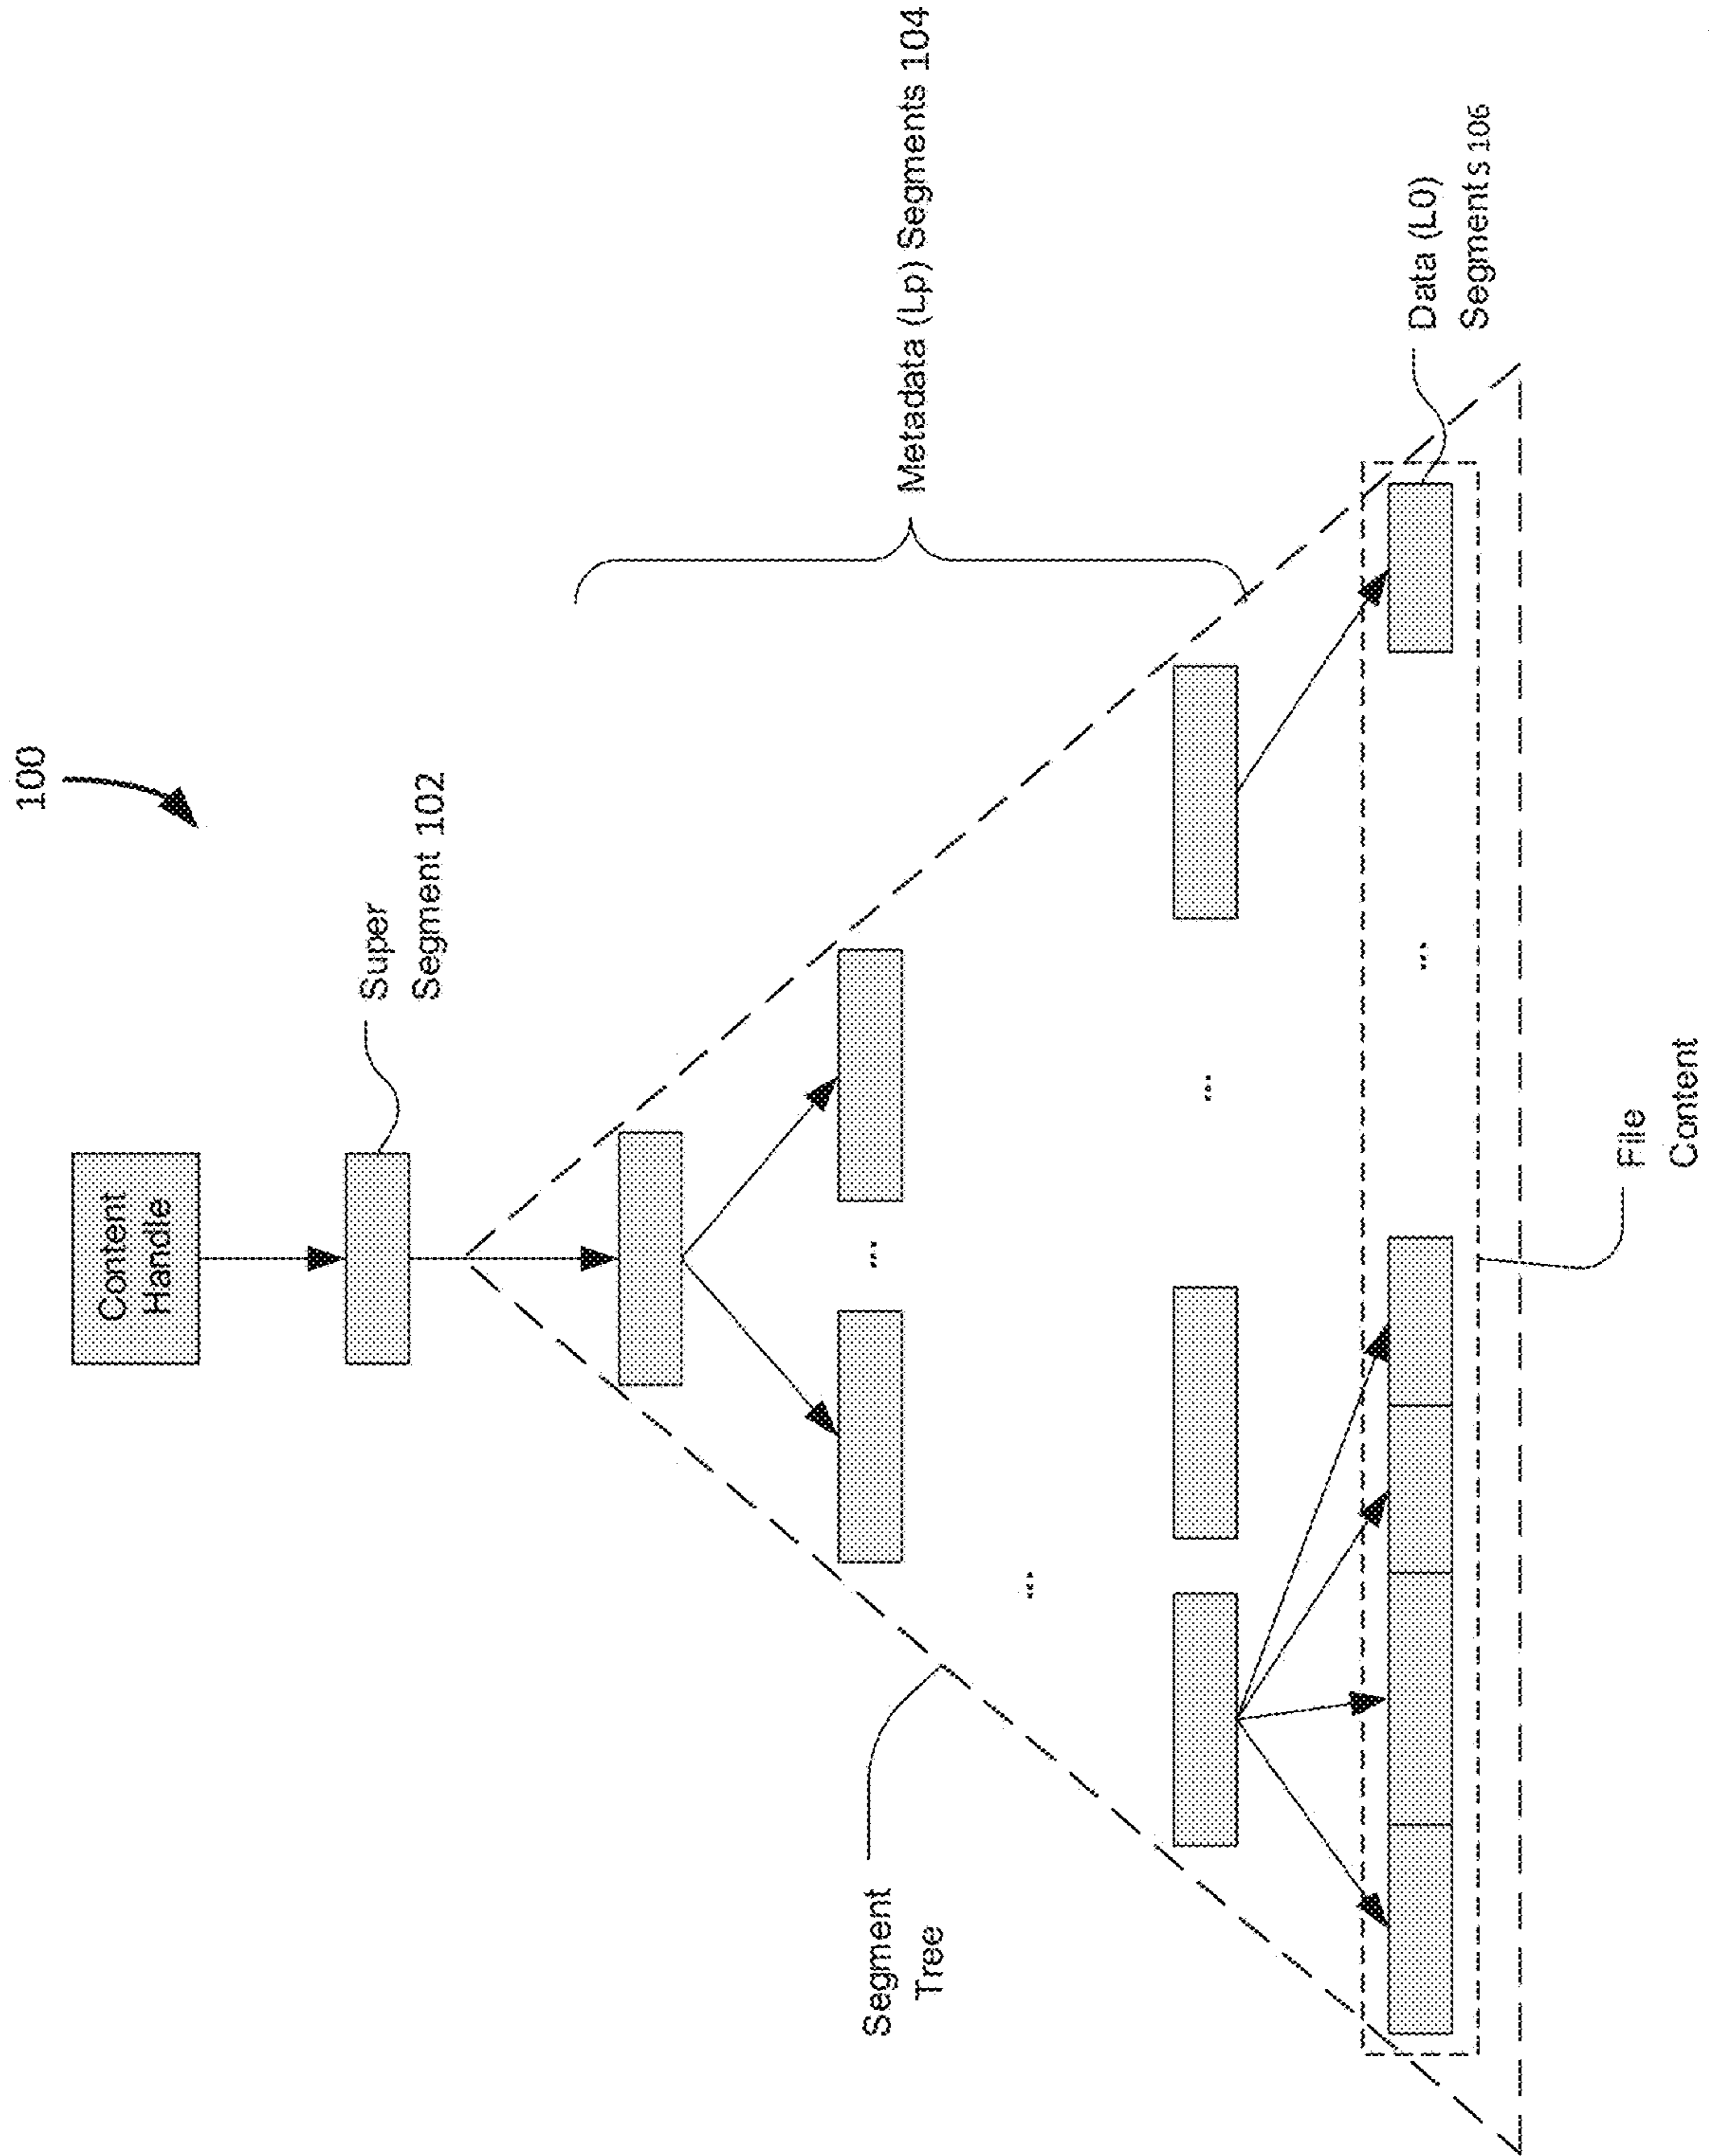 100
Content
Handle
Super
Segment 102
Metadata (Lp) Segments 104
Segment
Tree
...
...
...
...
Data (L0)
Segments 106
File
Content